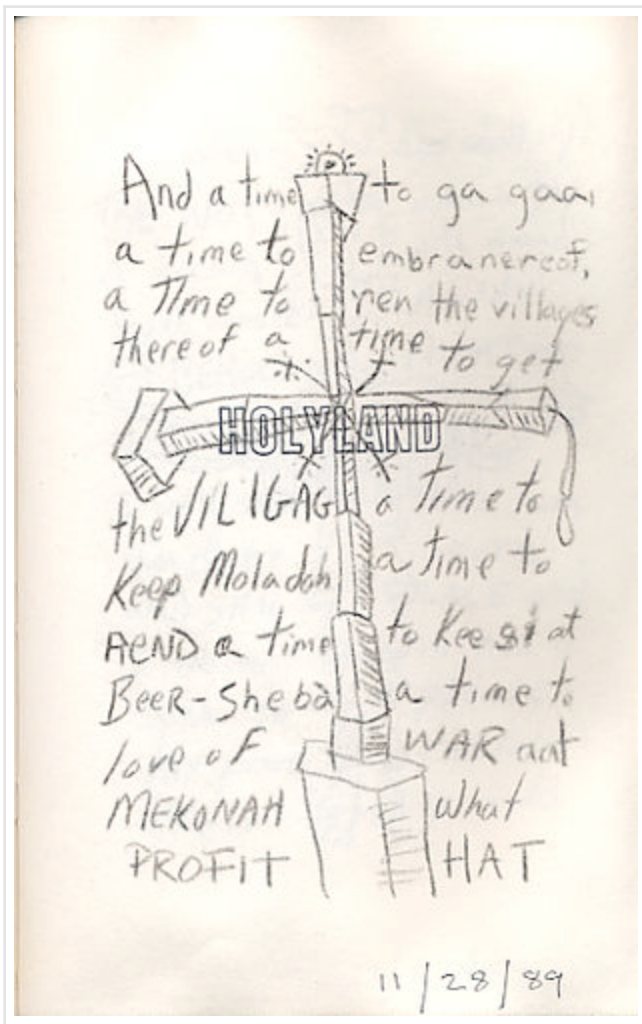 And a time to ga gaai
a time to embranereof,
a TIme to ren the villages
thereof a time to get
HOLYLAND
the VILIGAG a Time to
Keep Moladah a time to
AEND a time to Kee si at
BeeR-Sheba a time to
love oF WAR aat
MEKONAH what
PROFIT HAT
11/28/89